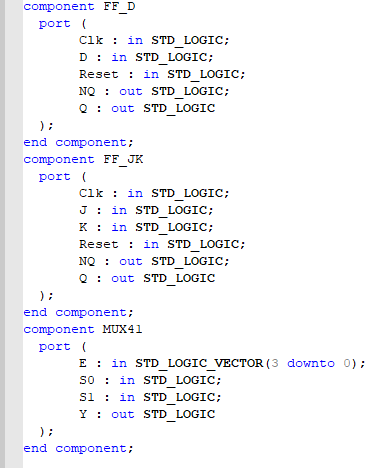 component FF_D
port (
Clk : in STD_LOGIC;
D : in STD_LOGIC;
Reset : in STD_LOGIC;
NQ : out STD_LOGIC;
Q : out STD_LOGIC
);
end component;
component FF_JK
port (
Clk : in STD_LOGIC;
J : in STD_LOGIC;
K : in STD_LOGIC;
Reset : in STD_LOGIC;
NQ : out STD_LOGIC;
Q : out STD_LOGIC
);
end component;
component MUX41
port (
E : in STD_LOGIC_VECTOR(3 downto 0);
S0 : in STD_LOGIC;
S1 : in STD_LOGIC;
Y : out STD_LOGIC
);
end component;